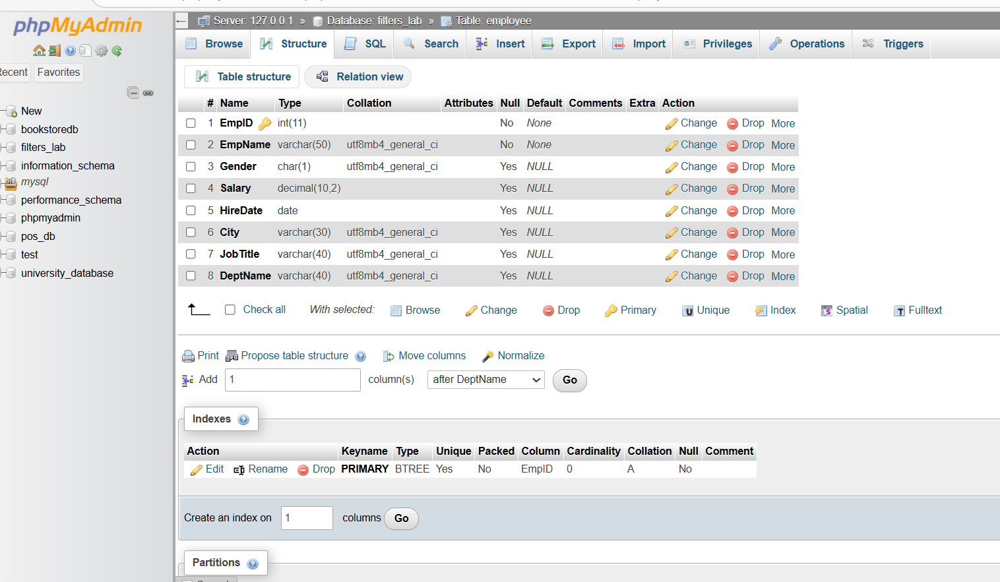 phpMyAdmin
Recent Favorites
New
bookstoredb
filters_lab
information_schema
mysql
performance_schema
phpmyadmin
pos_db
test
university_database
Server: 127.0.0.1 » Database: filters_lab » Table: employee
Browse Structure SQL Search Insert Export Import Privileges Operations Triggers
Table structure Relation view
# Name Type Collation Attributes Null Default Comments Extra Action
1 EmpID int(11) No None Change Drop More
2 EmpName varchar(50) utf8mb4_general_ci No None Change Drop More
3 Gender char(1) utf8mb4_general_ci Yes NULL Change Drop More
4 Salary decimal(10,2) Yes NULL Change Drop More
5 HireDate date Yes NULL Change Drop More
6 City varchar(30) utf8mb4_general_ci Yes NULL Change Drop More
7 JobTitle varchar(40) utf8mb4_general_ci Yes NULL Change Drop More
8 DeptName varchar(40) utf8mb4_general_ci Yes NULL Change Drop More
Check all With selected: Browse Change Drop Primary Unique Index Spatial Fulltext
Print Propose table structure Move columns Normalize
Add 1 column(s) after DeptName Go
Indexes
Action Keyname Type Unique Packed Column Cardinality Collation Null Comment
Edit Rename Drop PRIMARY BTREE Yes No EmpID 0 A No
Create an index on 1 columns Go
Partitions